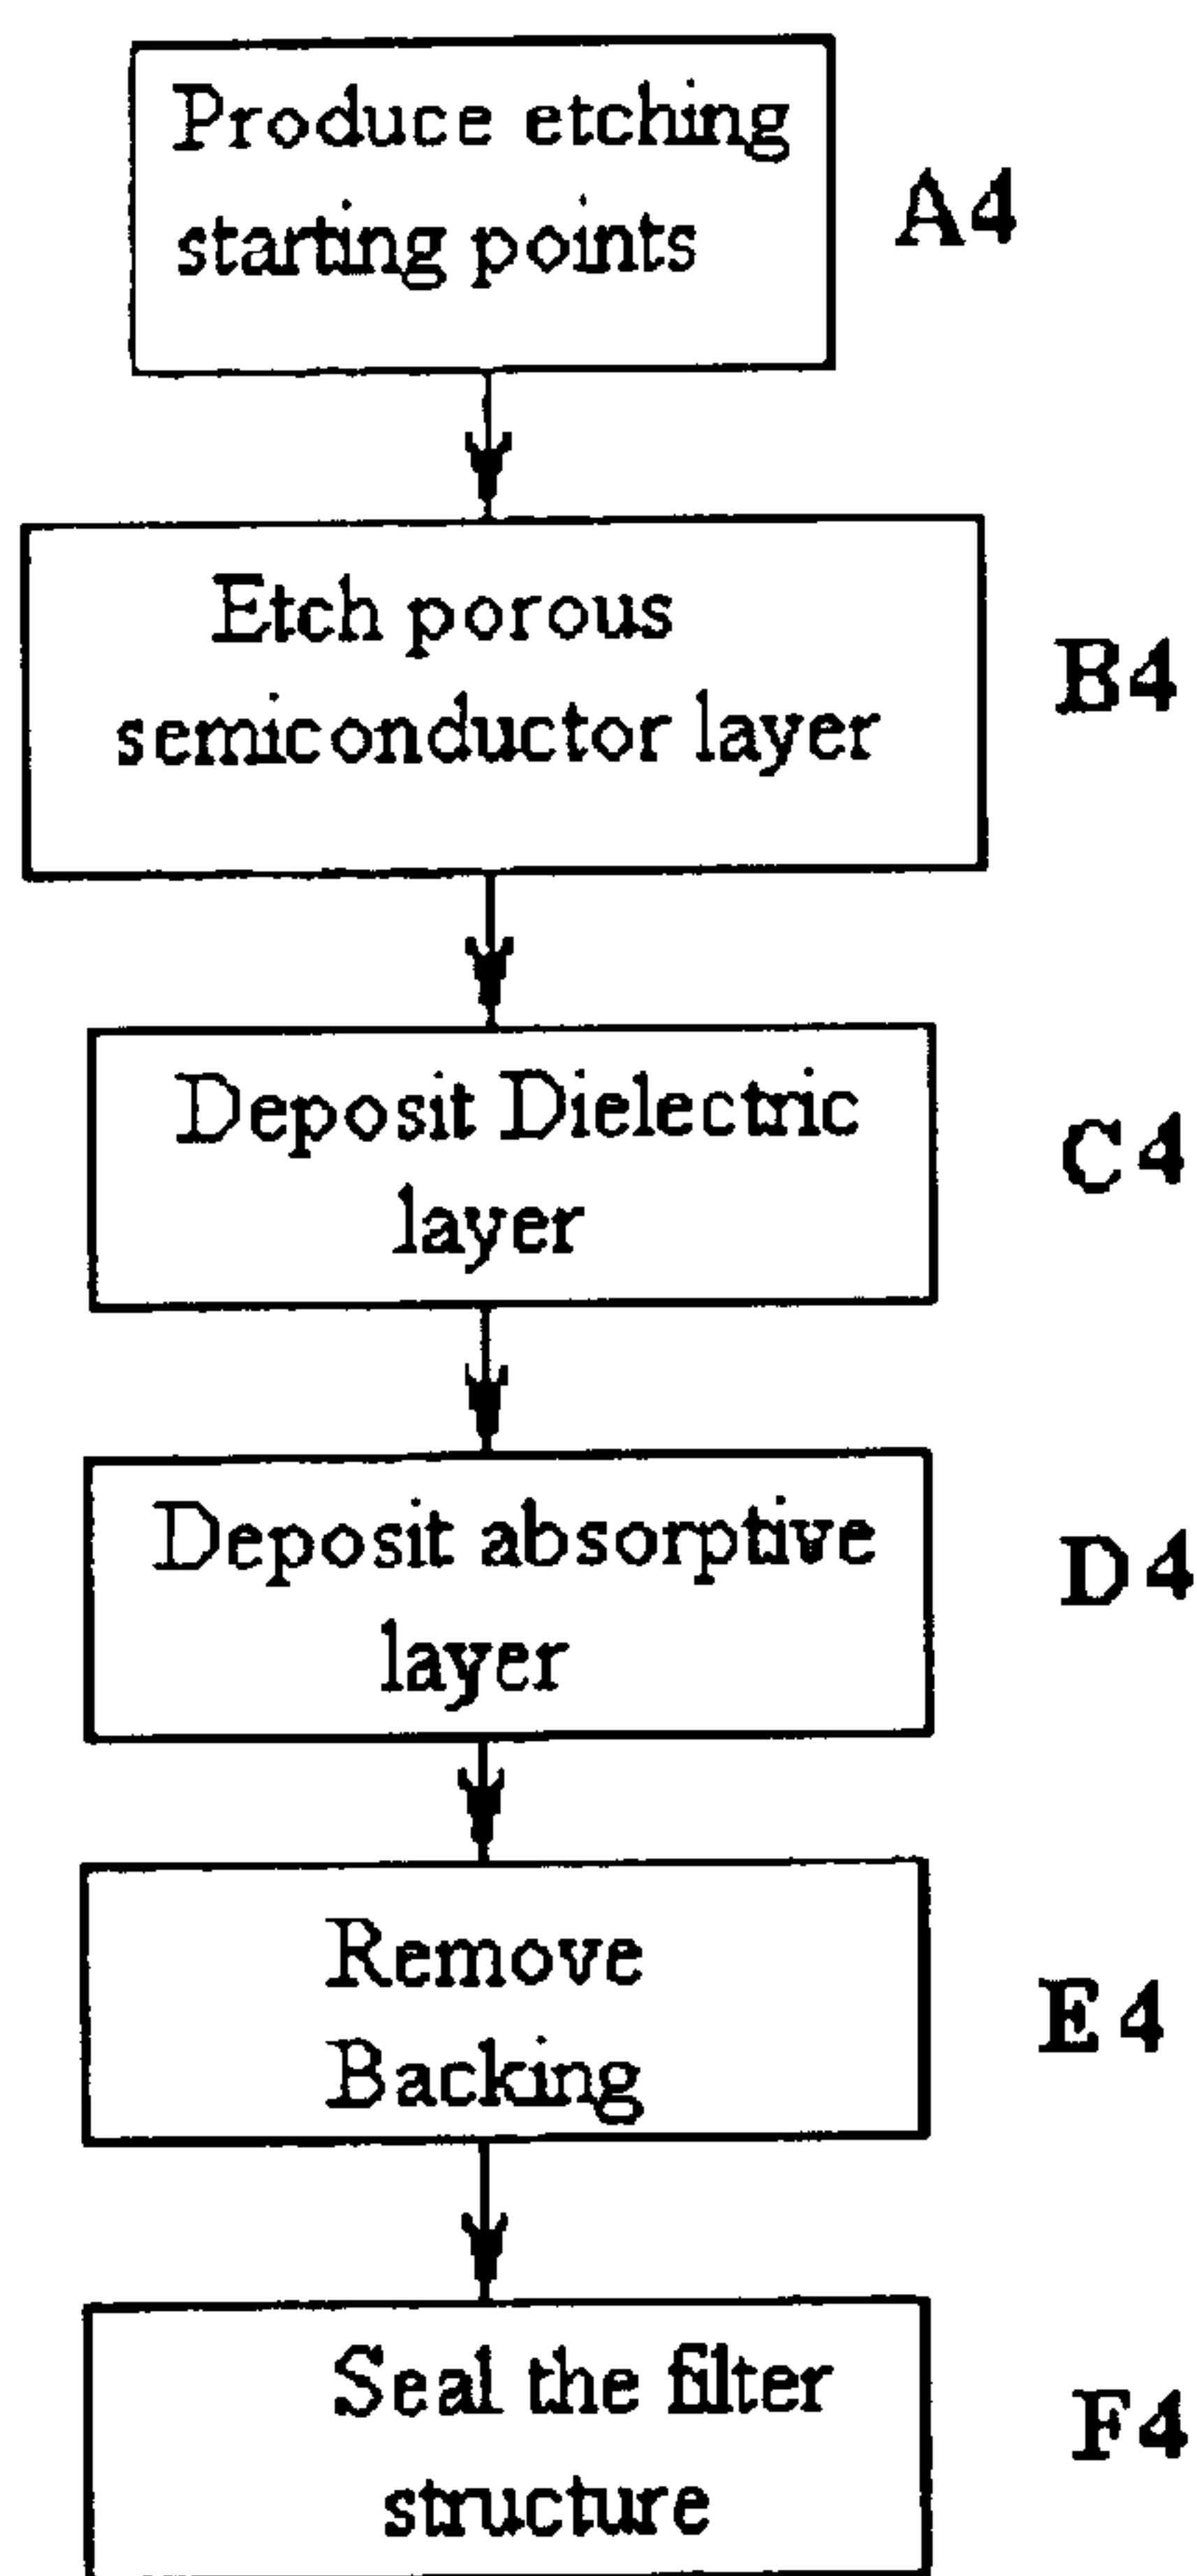 Produce etching
starting points
A4
Etch porous
semiconductor layer
B4
Deposit Dielectric
layer
C4
Deposit absorptive
layer
D4
Remove
Backing
E4
Seal the filter
structure
F4